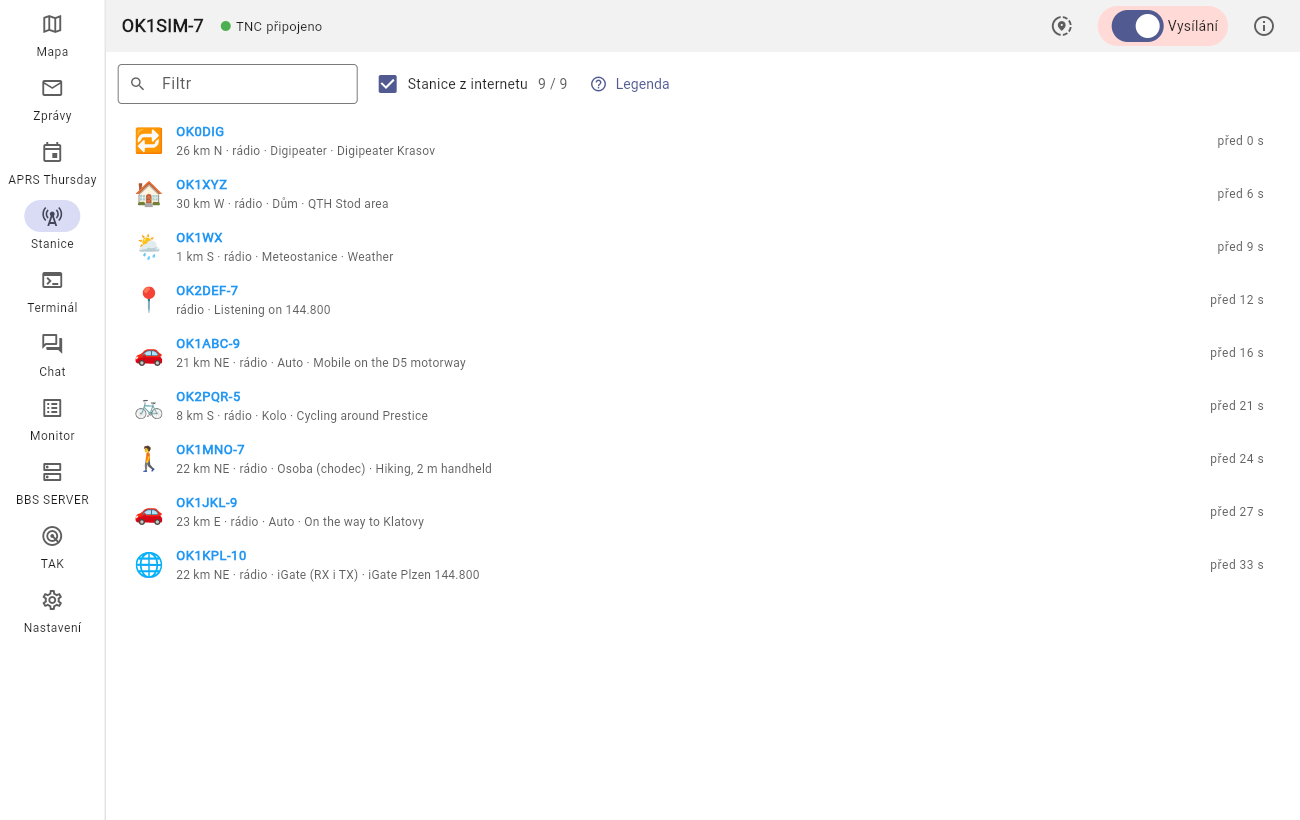 OK1SIM-7
TNC připojeno
Vysílání
Mapa
Zprávy
APRS Thursday
Stanice
Terminál
Chat
Monitor
BBS SERVER
TAK
Nastavení
Filtr
Stanice z internetu
9 / 9
Legenda
OK0DIG
26 km N · rádio · Digipeater · Digipeater Krasov
před 0 s
OK1XYZ
30 km W · rádio · Dům · QTH Stod area
před 6 s
OK1WX
1 km S · rádio · Meteostanice · Weather
před 9 s
OK2DEF-7
rádio · Listening on 144.800
před 12 s
OK1ABC-9
21 km NE · rádio · Auto · Mobile on the D5 motorway
před 16 s
OK2PQR-5
8 km S · rádio · Kolo · Cycling around Prestice
před 21 s
OK1MNO-7
22 km NE · rádio · Osoba (chodec) · Hiking, 2 m handheld
před 24 s
OK1JKL-9
23 km E · rádio · Auto · On the way to Klatovy
před 27 s
OK1KPL-10
22 km NE · rádio · iGate (RX i TX) · iGate Plzen 144.800
před 33 s